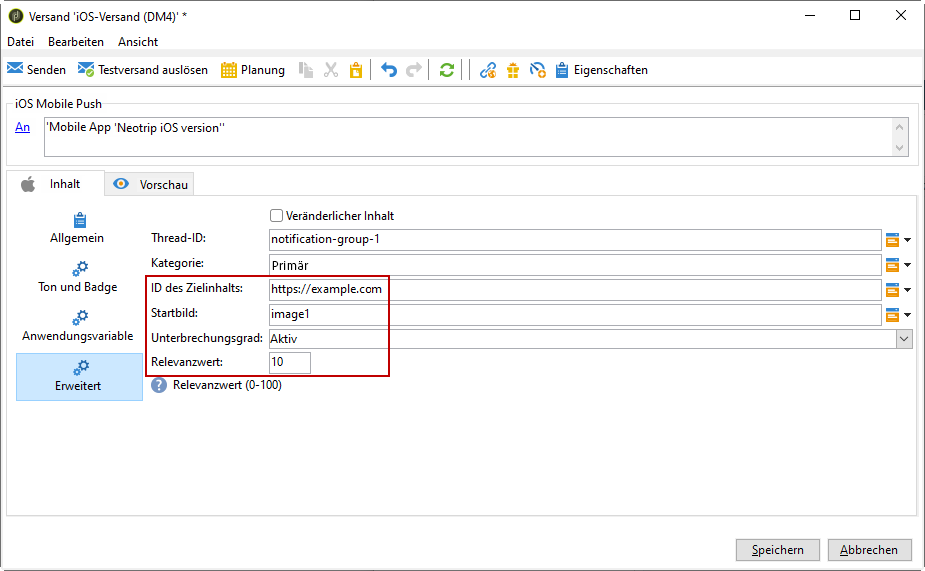 Versand 'iOS-Versand (DM4)' *
Datei Bearbeiten Ansicht
Senden Testversand auslösen Planung Eigenschaften
iOS Mobile Push
An 'Mobile App 'Neotrip iOS version''
Inhalt Vorschau
Veränderlicher Inhalt
Allgemein
Thread-ID: notification-group-1
Kategorie: Primär
Ton und Badge
ID des Zielinhalts: https://example.com
Startbild: image1
Anwendungsvariable
Unterbrechungsgrad: Aktiv
Relevanzwert: 10
Erweitert
? Relevanzwert (0-100)
Speichern Abbrechen